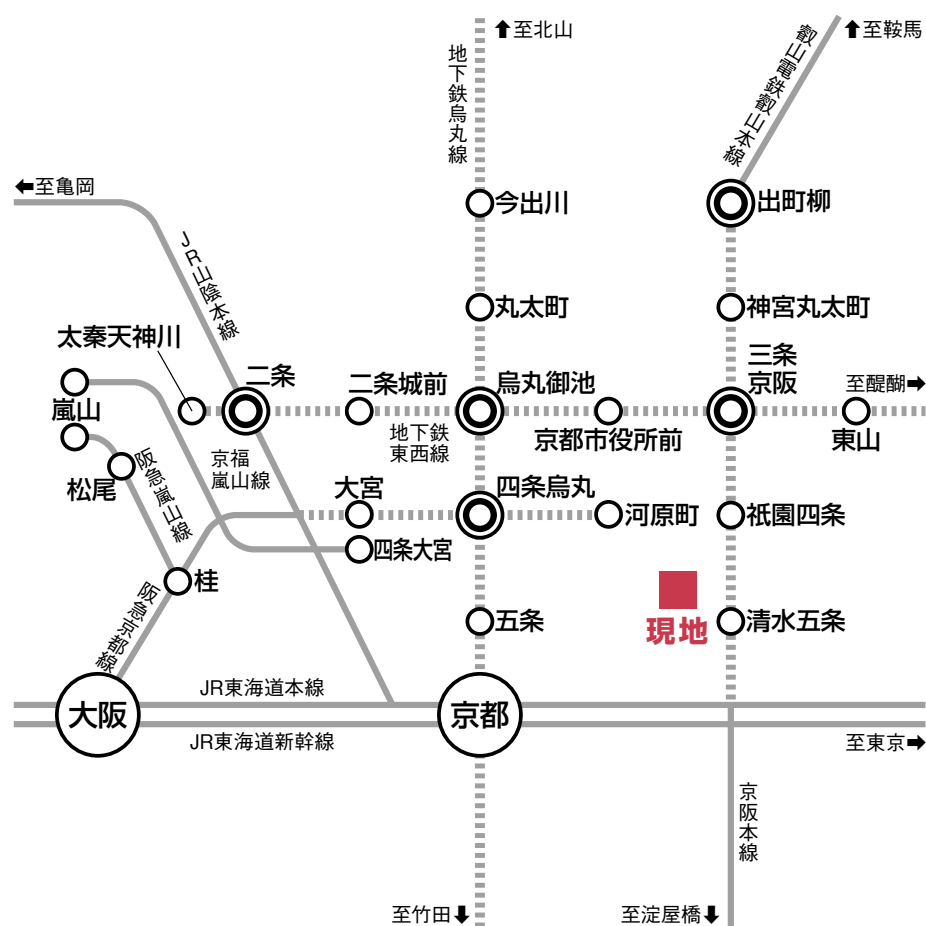 ↑至北山
↑至鞍馬
地下鉄烏丸線
叡山電鉄叡山本線
←至亀岡
今出川
出町柳
JR山陰本線
丸太町
神宮丸太町
太秦天神川
二条
二条城前
烏丸御池
三条
京阪
至醍醐→
嵐山
地下鉄
東西線
京都市役所前
東山
松尾
阪急嵐山線
京福
嵐山線
大宮
四条烏丸
河原町
祇園四条
四条大宮
桂
阪急京都線
五条
現地
清水五条
JR東海道本線
大阪
京都
JR東海道新幹線
至東京→
京阪本線
至竹田↓
至淀屋橋↓